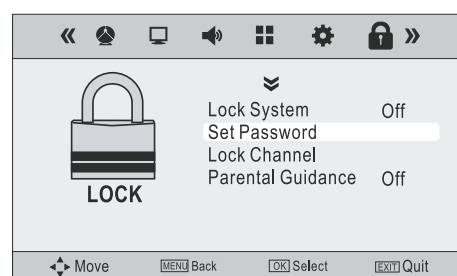 Lock System Off
Set Password
Lock Channel
Parental Guidance Off
LOCK
Move MENU Back OK Select EXIT Quit